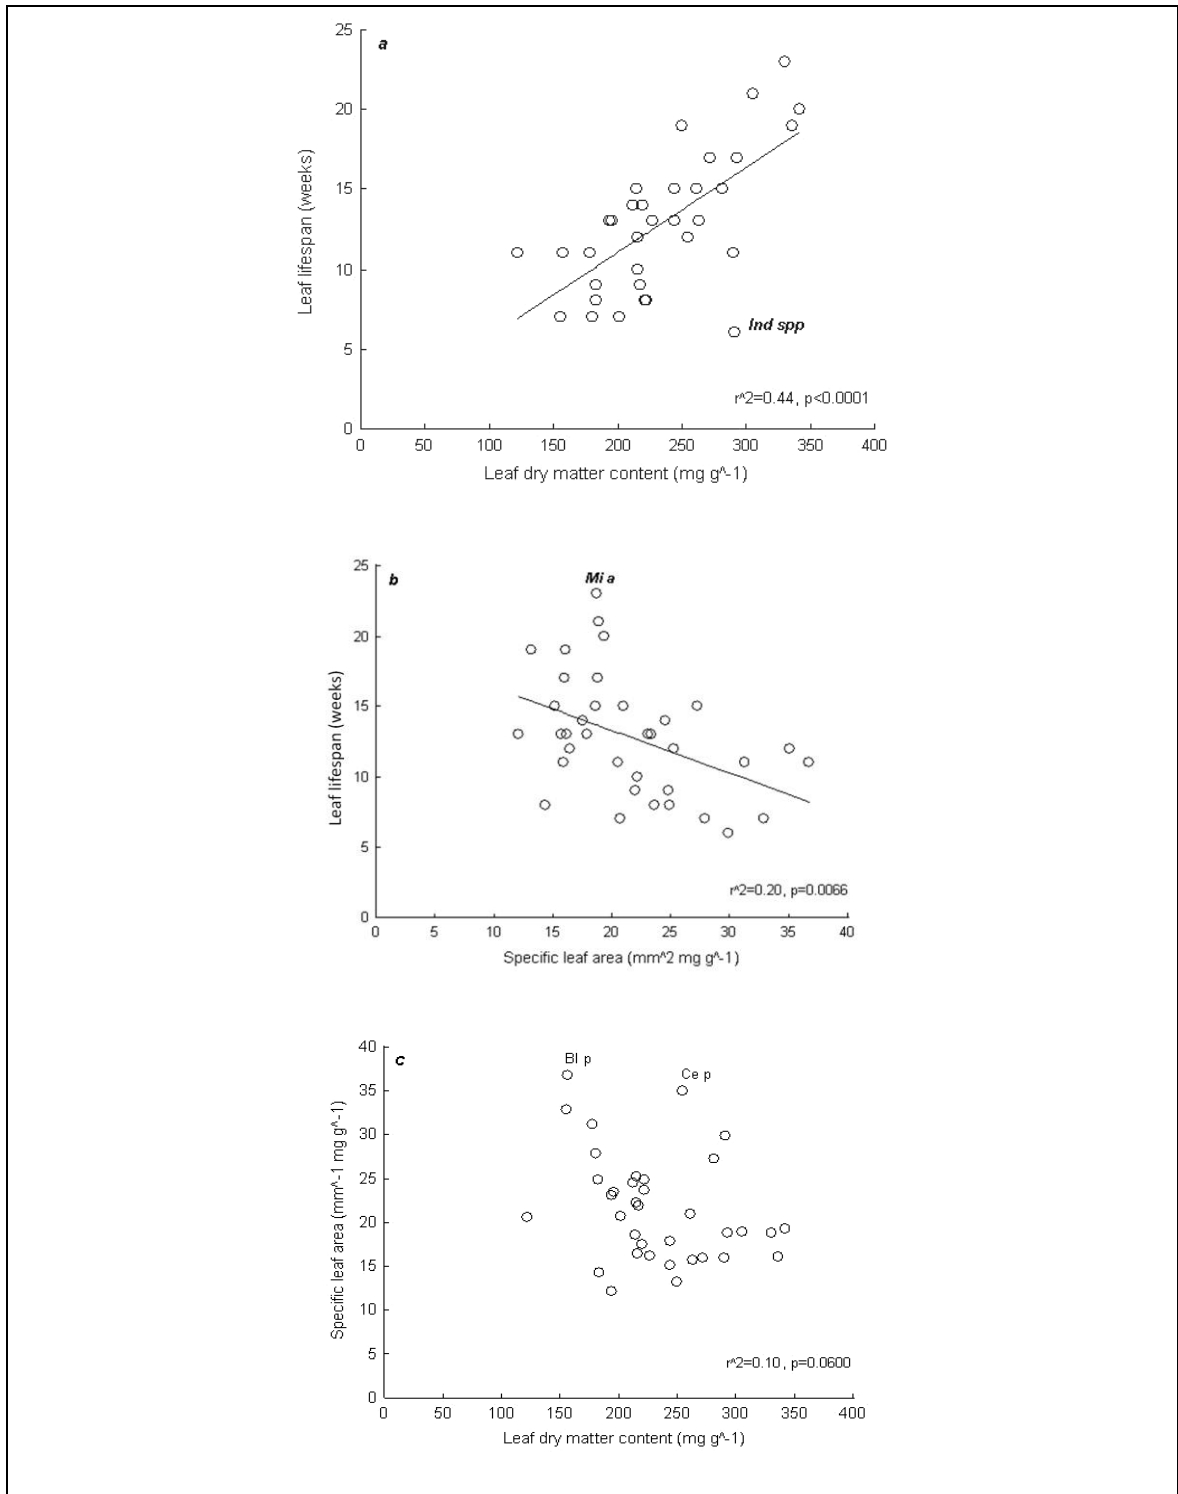 a
25
20
15
10
5
0
Leaf lifespan (weeks)
Ind spp
r^2=0.44, p<0.0001
0 50 100 150 200 250 300 350 400
Leaf dry matter content (mg g^-1)
b
Mi a
25
20
15
10
5
0
Leaf lifespan (weeks)
r^2=0.20, p=0.0066
0 5 10 15 20 25 30 35 40
Specific leaf area (mm^2 mg g^-1)
c
Bl p
Ce p
40
35
30
25
20
15
10
5
0
Specific leaf area (mm^-1 mg g^-1)
r^2=0.10, p=0.0600
0 50 100 150 200 250 300 350 400
Leaf dry matter content (mg g^-1)